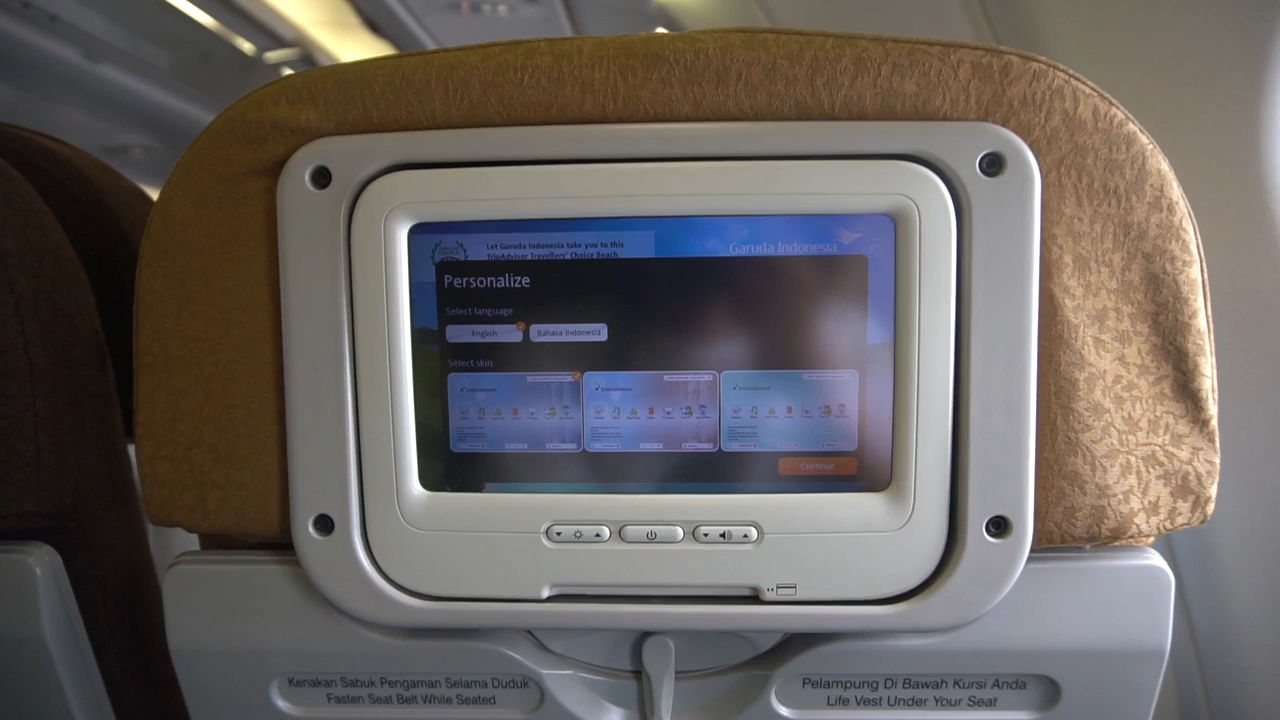 Let Garuda Indonesia take you to this
TripAdvisor Travellers' Choice Beach.
Garuda Indonesia
Personalize
Select language
English
Bahasa Indonesia
Select skin
Continue
Kenakan Sabuk Pengaman Selama Duduk
Fasten Seat Belt While Seated
Pelampung Di Bawah Kursi Anda
Life Vest Under Your Seat